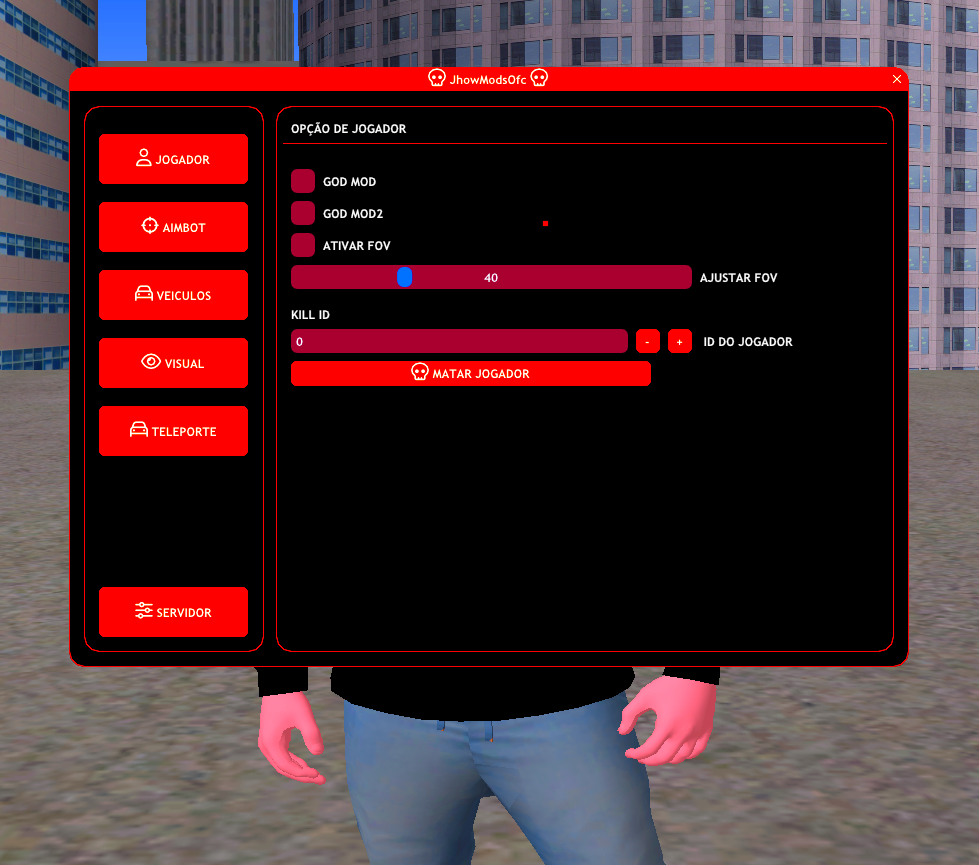 JhowModsOfc
JOGADOR
AIMBOT
VEICULOS
VISUAL
TELEPORTE
SERVIDOR
OPÇÃO DE JOGADOR
GOD MOD
GOD MOD2
ATIVAR FOV
40 AJUSTAR FOV
KILL ID
0 - + ID DO JOGADOR
MATAR JOGADOR